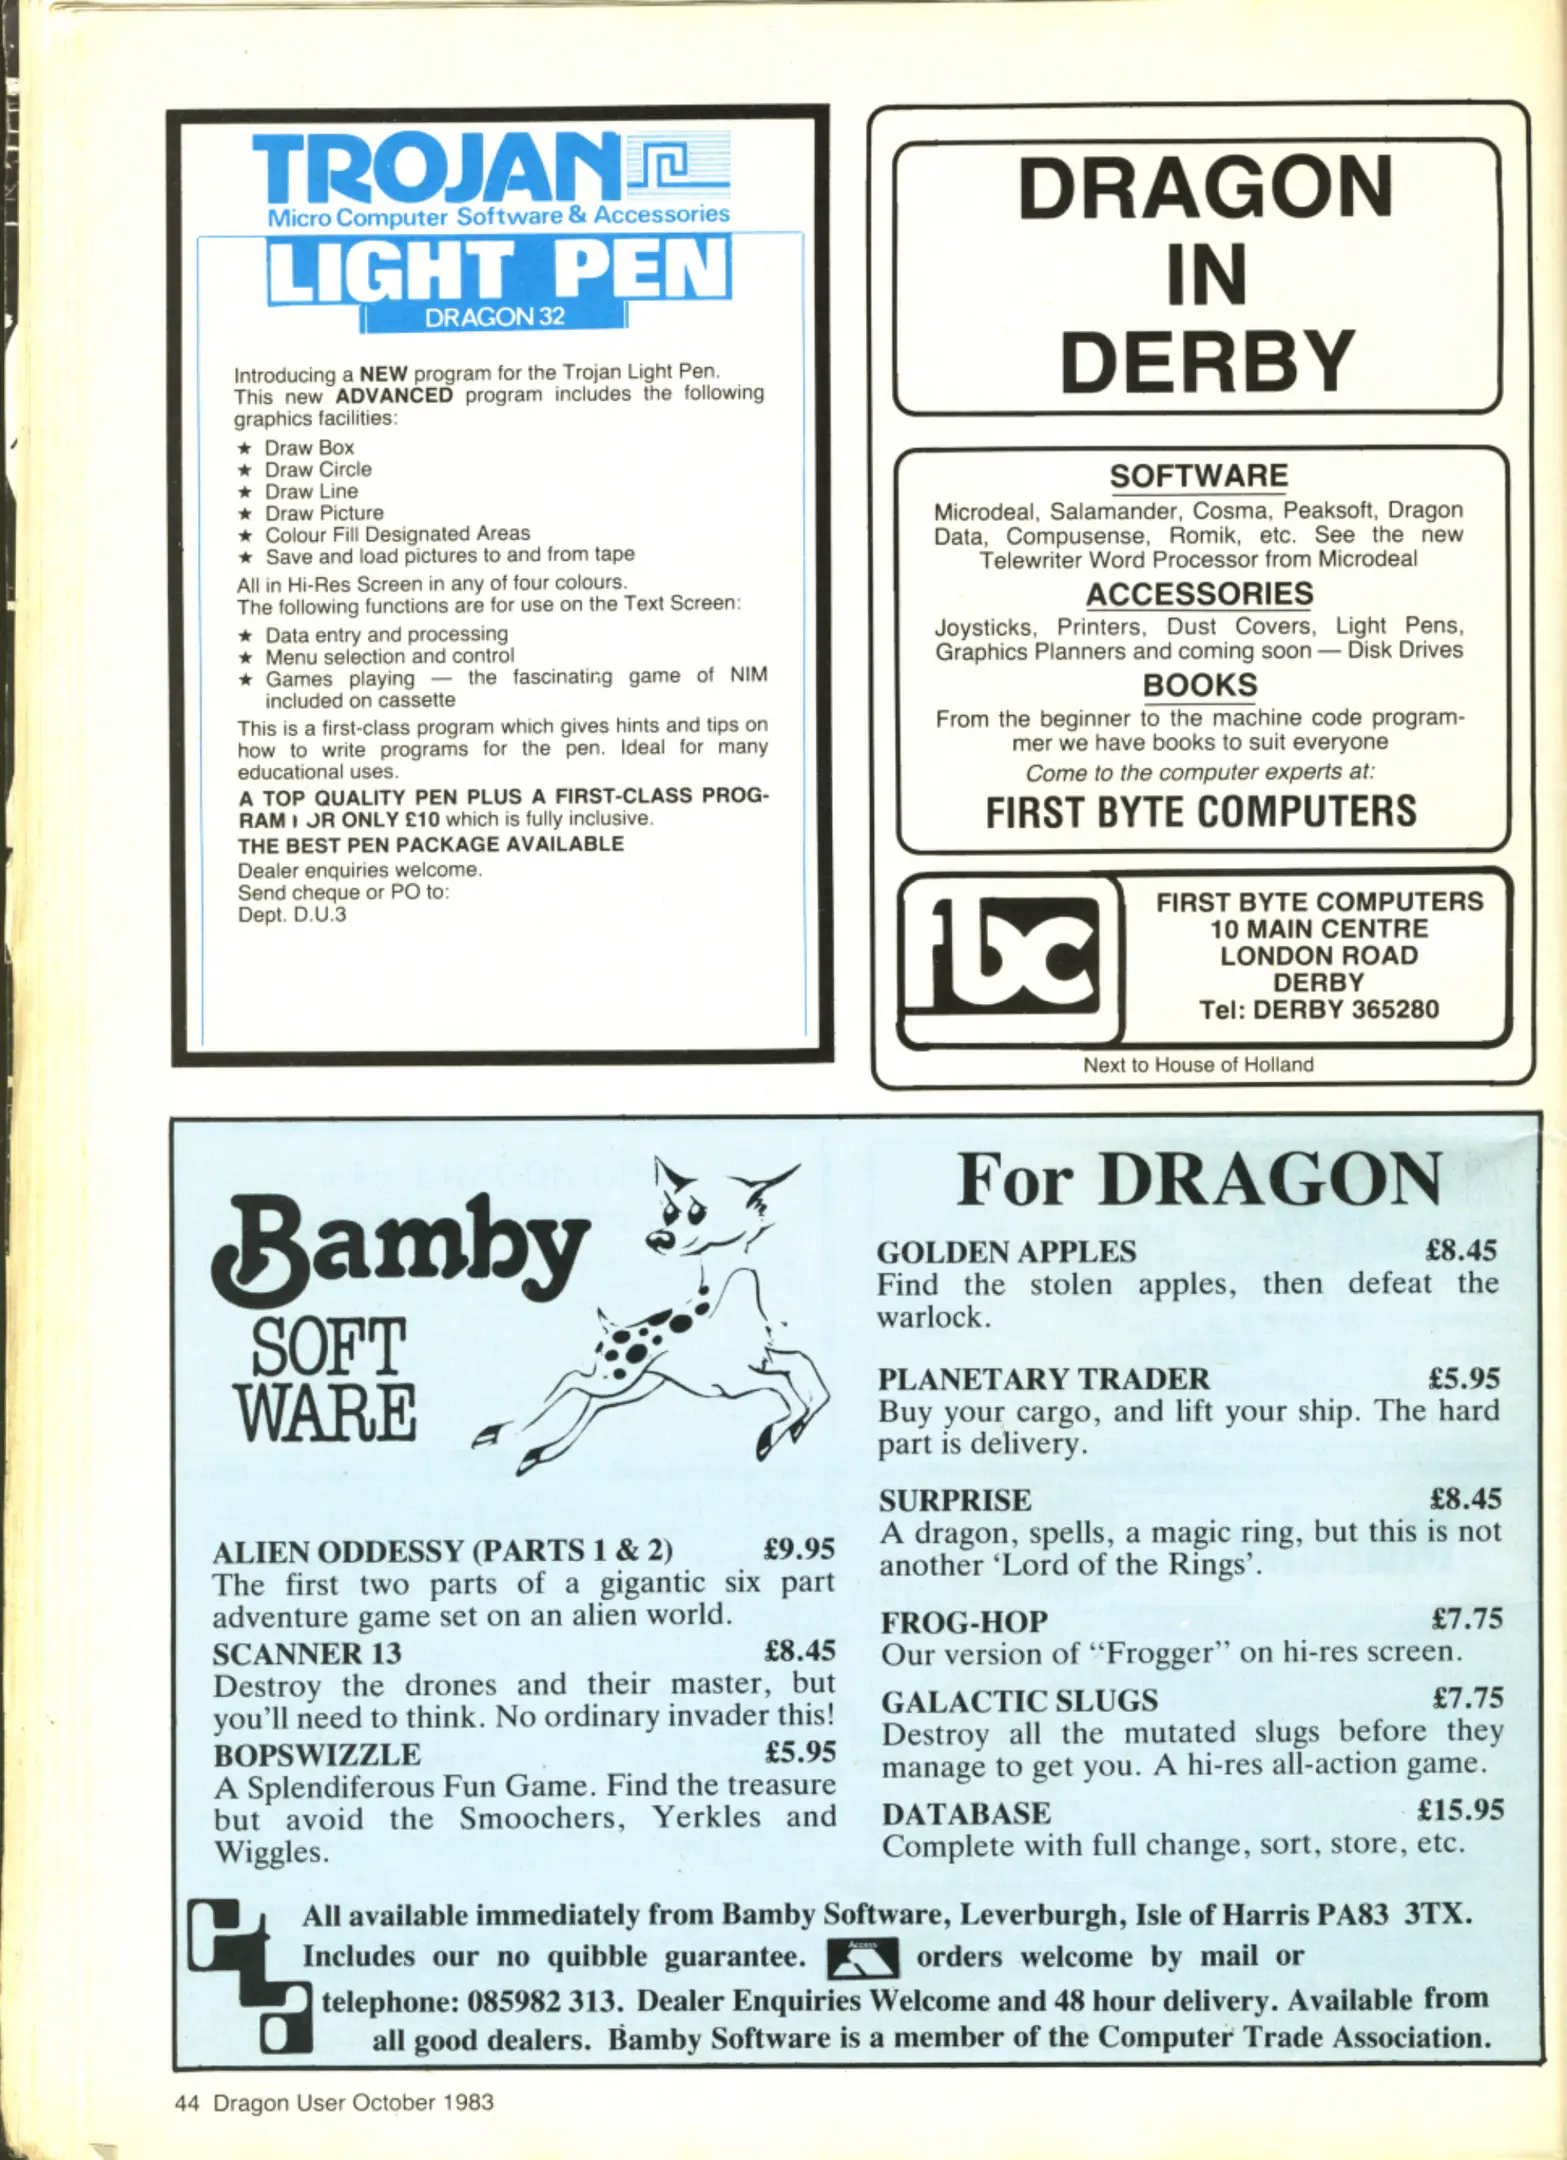 TROJAN
Micro Computer Software & Accessories
LIGHT PEN
DRAGON 32
Introducing a NEW program for the Trojan Light Pen.
This new ADVANCED program includes the following
graphics facilities:
★ Draw Box
★ Draw Circle
★ Draw Line
★ Draw Picture
★ Colour Fill Designated Areas
★ Save and load pictures to and from tape
All in Hi-Res Screen in any of four colours.
The following functions are for use on the Text Screen:
★ Data entry and processing
★ Menu selection and control
★ Games playing — the fascinating game of NIM
included on cassette
This is a first-class program which gives hints and tips on
how to write programs for the pen. Ideal for many
educational uses.
A TOP QUALITY PEN PLUS A FIRST-CLASS PROG-
RAM ONLY £10 which is fully inclusive.
THE BEST PEN PACKAGE AVAILABLE
Dealer enquiries welcome.
Send cheque or PO to:
Dept. D.U.3
DRAGON
IN
DERBY
SOFTWARE
Microdeal, Salamander, Cosma, Peaksoft, Dragon
Data, Compusense, Romik, etc. See the new
Telewriter Word Processor from Microdeal
ACCESSORIES
Joysticks, Printers, Dust Covers, Light Pens,
Graphics Planners and coming soon — Disk Drives
BOOKS
From the beginner to the machine code program-
mer we have books to suit everyone
Come to the computer experts at:
FIRST BYTE COMPUTERS
fbc
FIRST BYTE COMPUTERS
10 MAIN CENTRE
LONDON ROAD
DERBY
Tel: DERBY 365280
Next to House of Holland
Bamby
SOFT
WARE
ALIEN ODDESSY (PARTS 1 & 2) £9.95
The first two parts of a gigantic six part
adventure game set on an alien world.
SCANNER 13 £8.45
Destroy the drones and their master, but
you'll need to think. No ordinary invader this!
BOPSWIZZLE £5.95
A Splendiferous Fun Game. Find the treasure
but avoid the Smoochers, Yerkles and
Wiggles.
For DRAGON
GOLDEN APPLES £8.45
Find the stolen apples, then defeat the
warlock.
PLANETARY TRADER £5.95
Buy your cargo, and lift your ship. The hard
part is delivery.
SURPRISE £8.45
A dragon, spells, a magic ring, but this is not
another 'Lord of the Rings'.
FROG-HOP £7.75
Our version of "Frogger" on hi-res screen.
GALACTIC SLUGS £7.75
Destroy all the mutated slugs before they
manage to get you. A hi-res all-action game.
DATABASE £15.95
Complete with full change, sort, store, etc.
All available immediately from Bamby Software, Leverburgh, Isle of Harris PA83 3TX.
Includes our no quibble guarantee. Access orders welcome by mail or
telephone: 085982 313. Dealer Enquiries Welcome and 48 hour delivery. Available from
all good dealers. Bamby Software is a member of the Computer Trade Association.
44 Dragon User October 1983